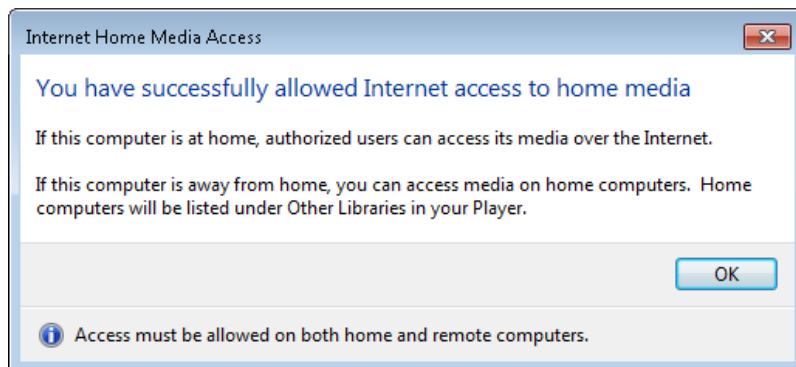 Internet Home Media Access
You have successfully allowed Internet access to home media
If this computer is at home, authorized users can access its media over the Internet.
If this computer is away from home, you can access media on home computers.  Home
computers will be listed under Other Libraries in your Player.
OK
Access must be allowed on both home and remote computers.